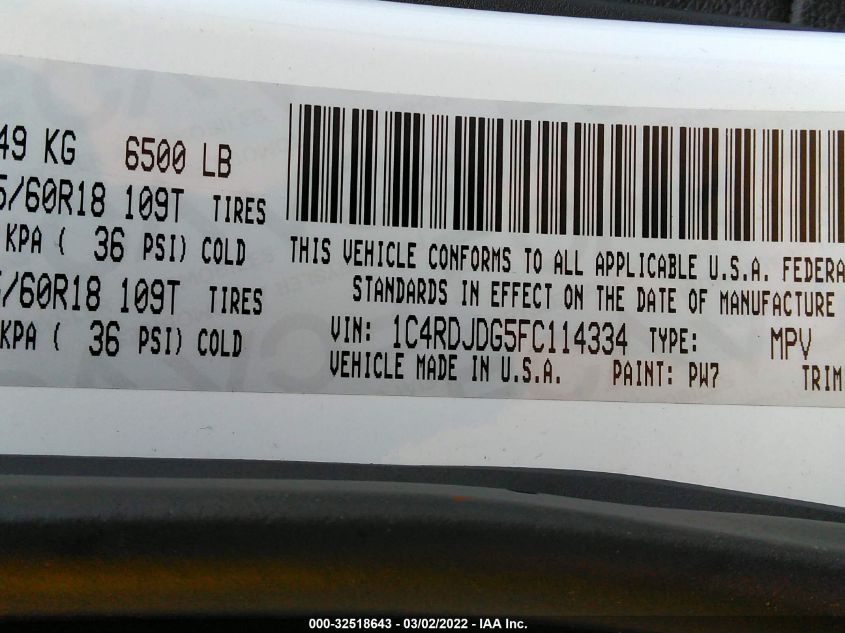 49 KG 6500 LB
5/60R18 109T TIRES
KPA ( 36 PSI) COLD
5/60R18 109T TIRES
KPA ( 36 PSI) COLD
THIS VEHICLE CONFORMS TO ALL APPLICABLE U.S.A. FEDERA
STANDARDS IN EFFECT ON THE DATE OF MANUFACTURE
VIN: 1C4RDJDG5FC114334 TYPE: MPV
VEHICLE MADE IN U.S.A. PAINT: PW7 TRIM
000-32518643 - 03/02/2022 - IAA Inc.